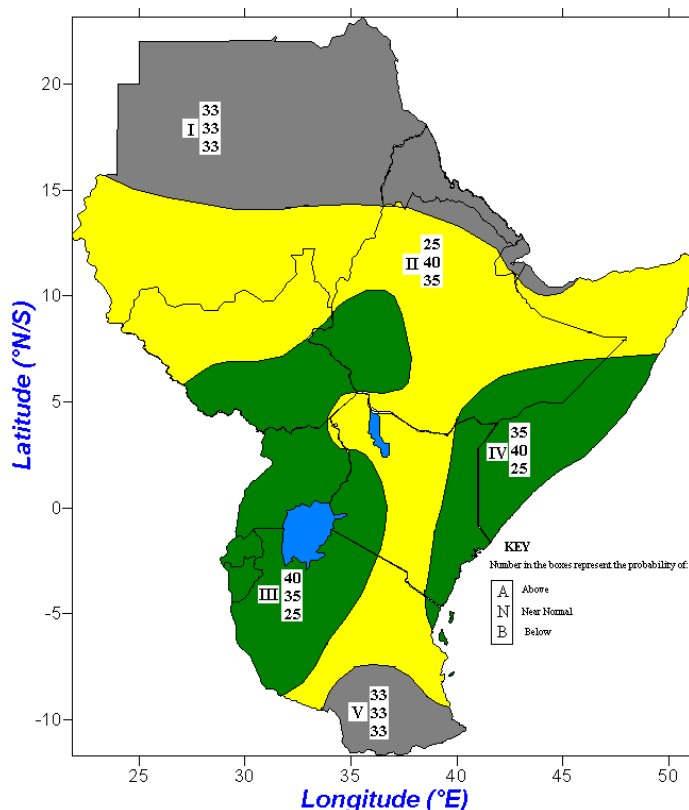 20
15
10
5
0
-5
-10
Latitude (°N/S)
33
I 33
33
25
II 40
35
35
IV 40
25
KEY
Number in the boxes represent the probability of:
A Above
N Near Normal
B Below
40
III 35
25
33
V 33
33
25 30 35 40 45 50
Longitude (°E)